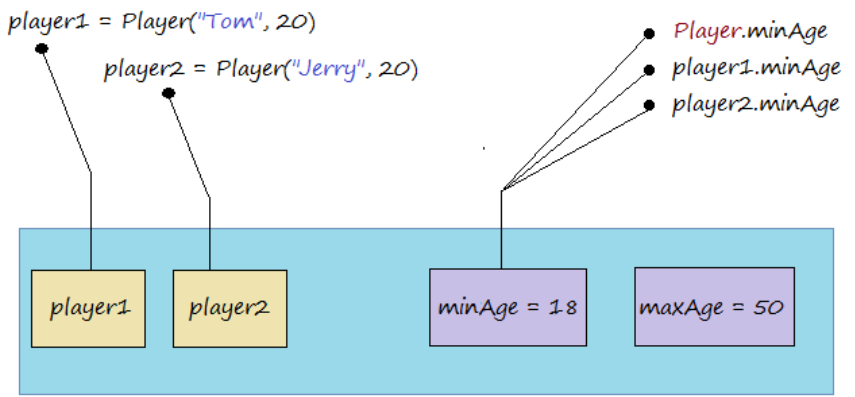 player1 = Player("Tom", 20)
player2 = Player("Jerry", 20)
Player.minAge
player1.minAge
player2.minAge
player1
player2
minAge = 18
maxAge = 50